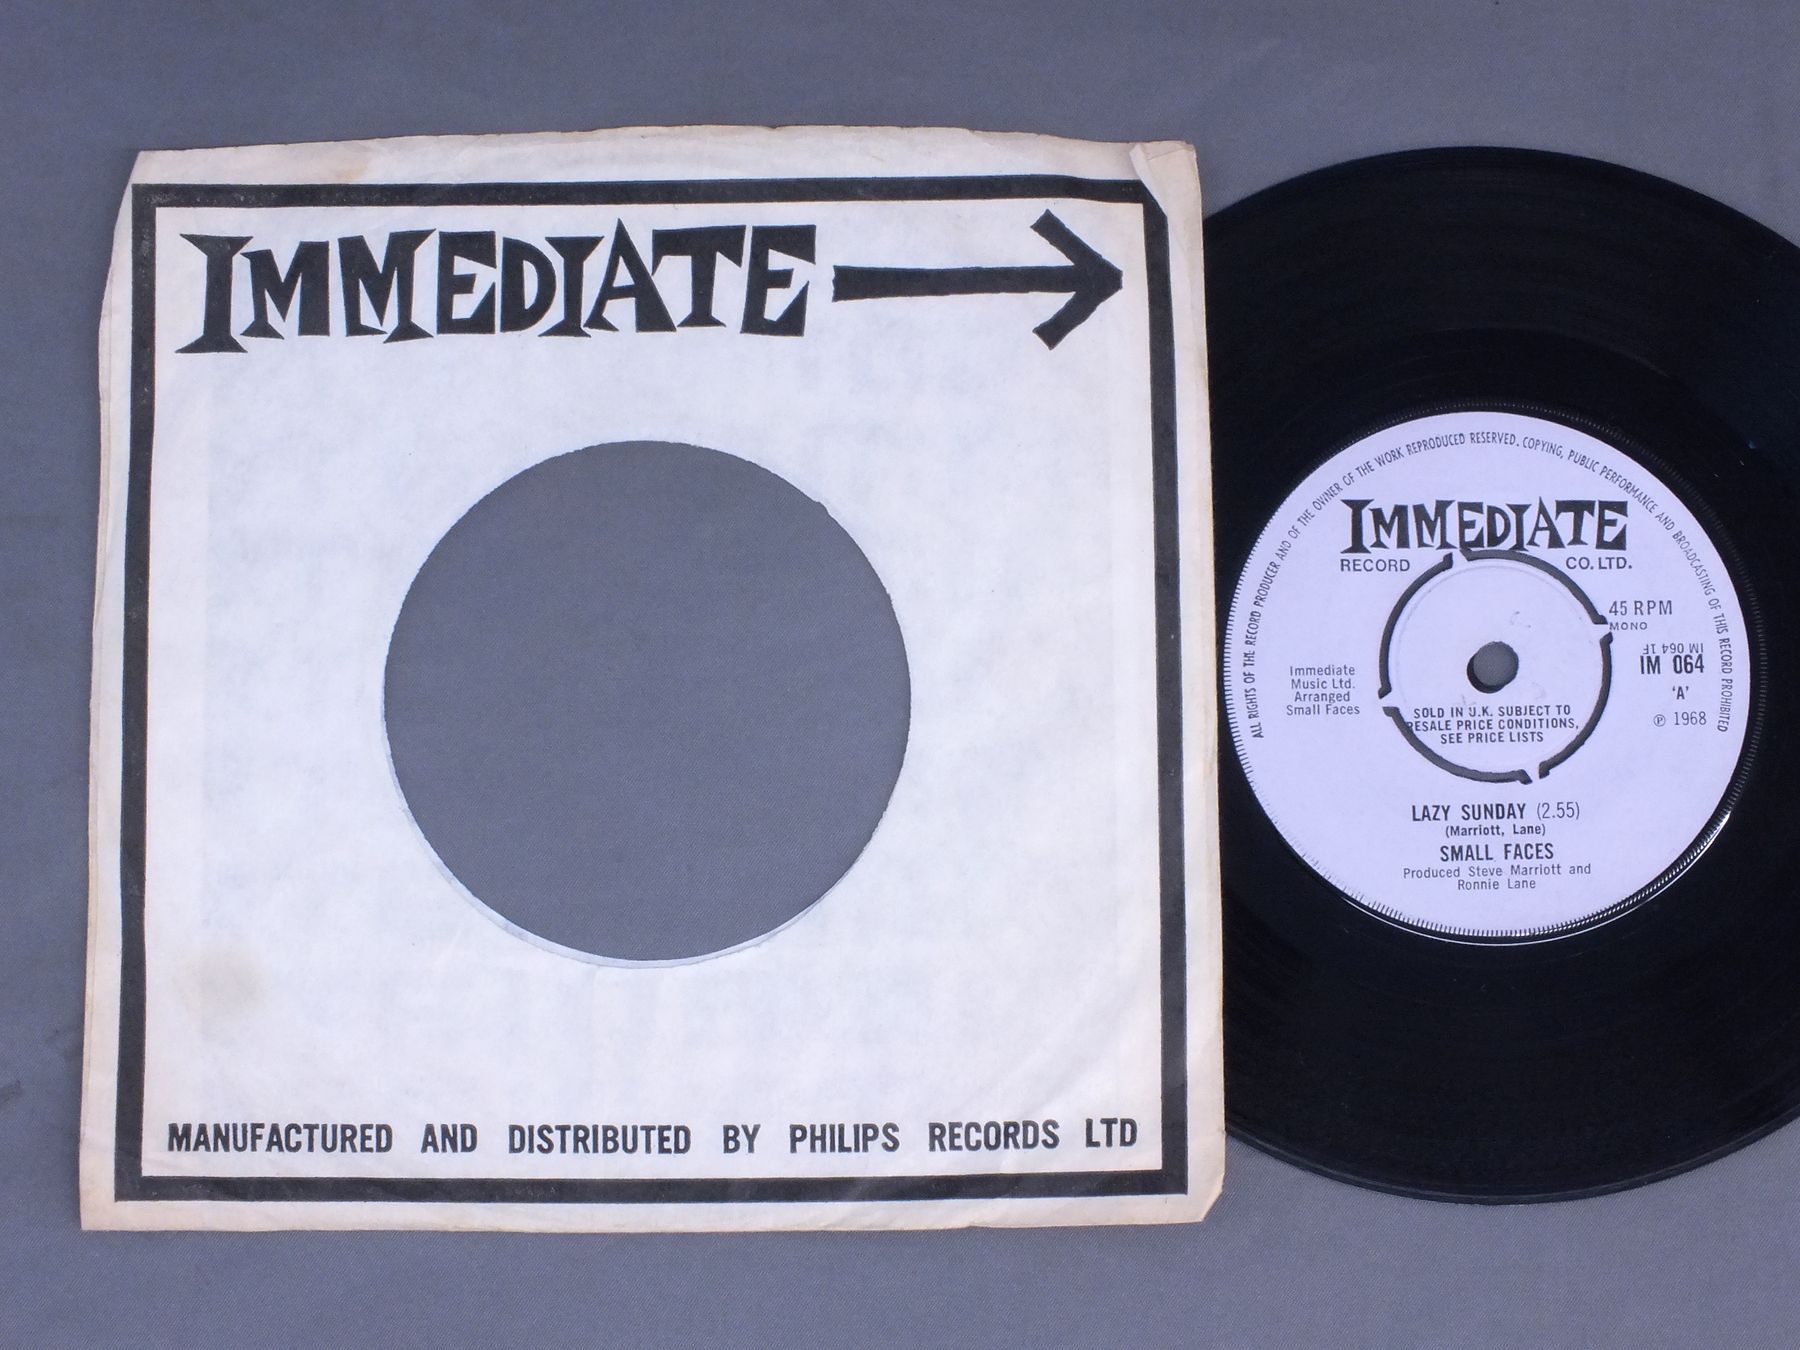 IMMEDIATE
MANUFACTURED AND DISTRIBUTED BY PHILIPS RECORDS LTD
ALL RIGHTS OF THE RECORD PRODUCER AND OF THE OWNER OF THE WORK REPRODUCED RESERVED. COPYING, PUBLIC PERFORMANCE AND BROADCASTING OF THIS RECORD PROHIBITED
IMMEDIATE
RECORD CO. LTD.
45 RPM
MONO
IM 064 1F
IM 064
'A'
℗ 1968
Immediate
Music Ltd.
Arranged
Small Faces
SOLD IN U.K. SUBJECT TO
RESALE PRICE CONDITIONS,
SEE PRICE LISTS
LAZY SUNDAY (2.55)
(Marriott, Lane)
SMALL FACES
Produced Steve Marriott and
Ronnie Lane